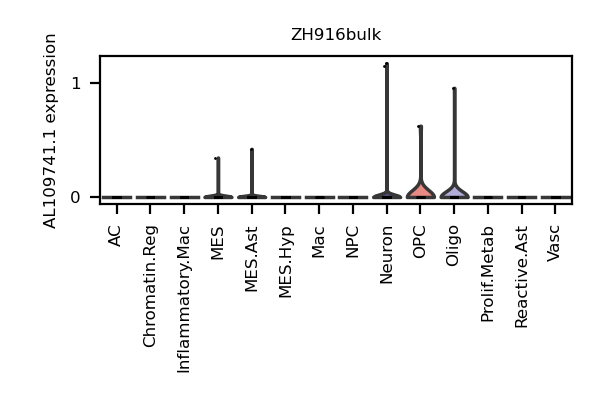 ZH916bulk
AL109741.1 expression
1
0
AC
Chromatin.Reg
Inflammatory.Mac
MES
MES.Ast
MES.Hyp
Mac
NPC
Neuron
OPC
Oligo
Prolif.Metab
Reactive.Ast
Vasc